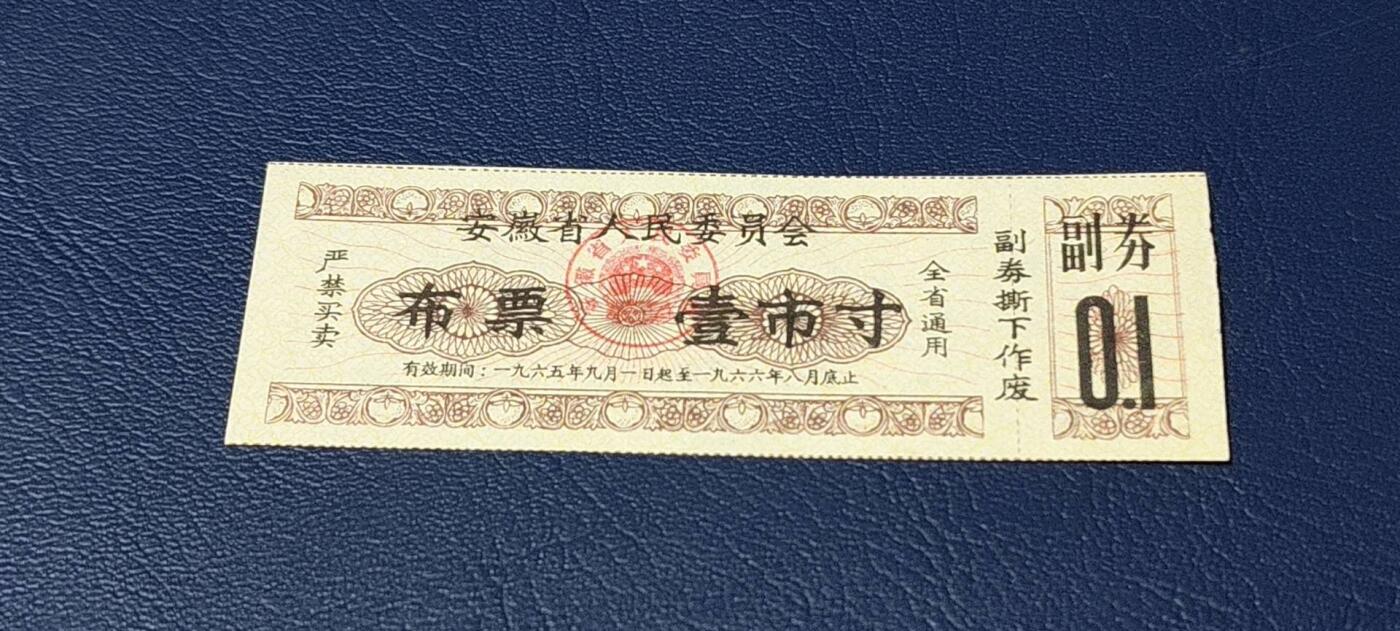 安徽省人民委员会
严禁买卖
布票 壹市寸
全省通用
有效期间：一九六五年九月一日起至一九六六年八月底止
副券撕下作废
副券
0.1